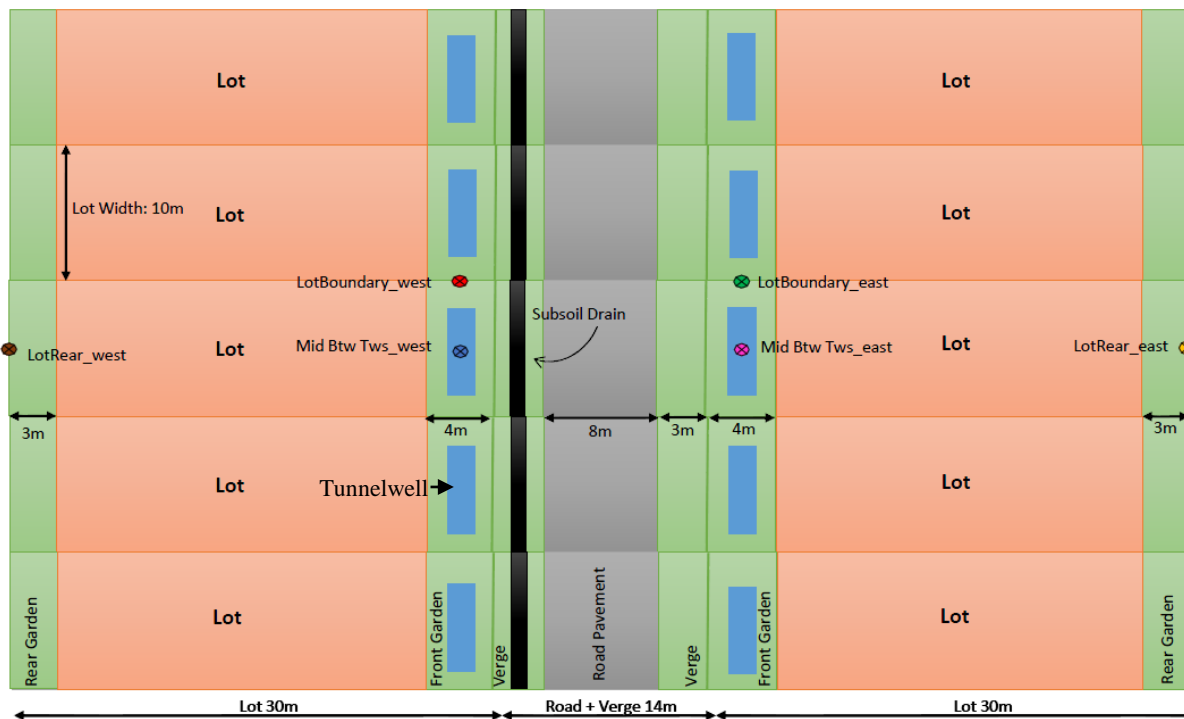 Lot
Lot
Lot Width: 10m
Lot
Lot
LotBoundary_west
LotBoundary_east
Subsoil Drain
LotRear_west
Lot
Mid Btw Tws_west
Mid Btw Tws_east
Lot
LotRear_east
3m
4m
8m
3m
4m
3m
Lot
Tunnelwell
Lot
Rear Garden
Lot
Front Garden
Verge
Road Pavement
Verge
Front Garden
Lot
Rear Garden
Lot 30m
Road + Verge 14m
Lot 30m